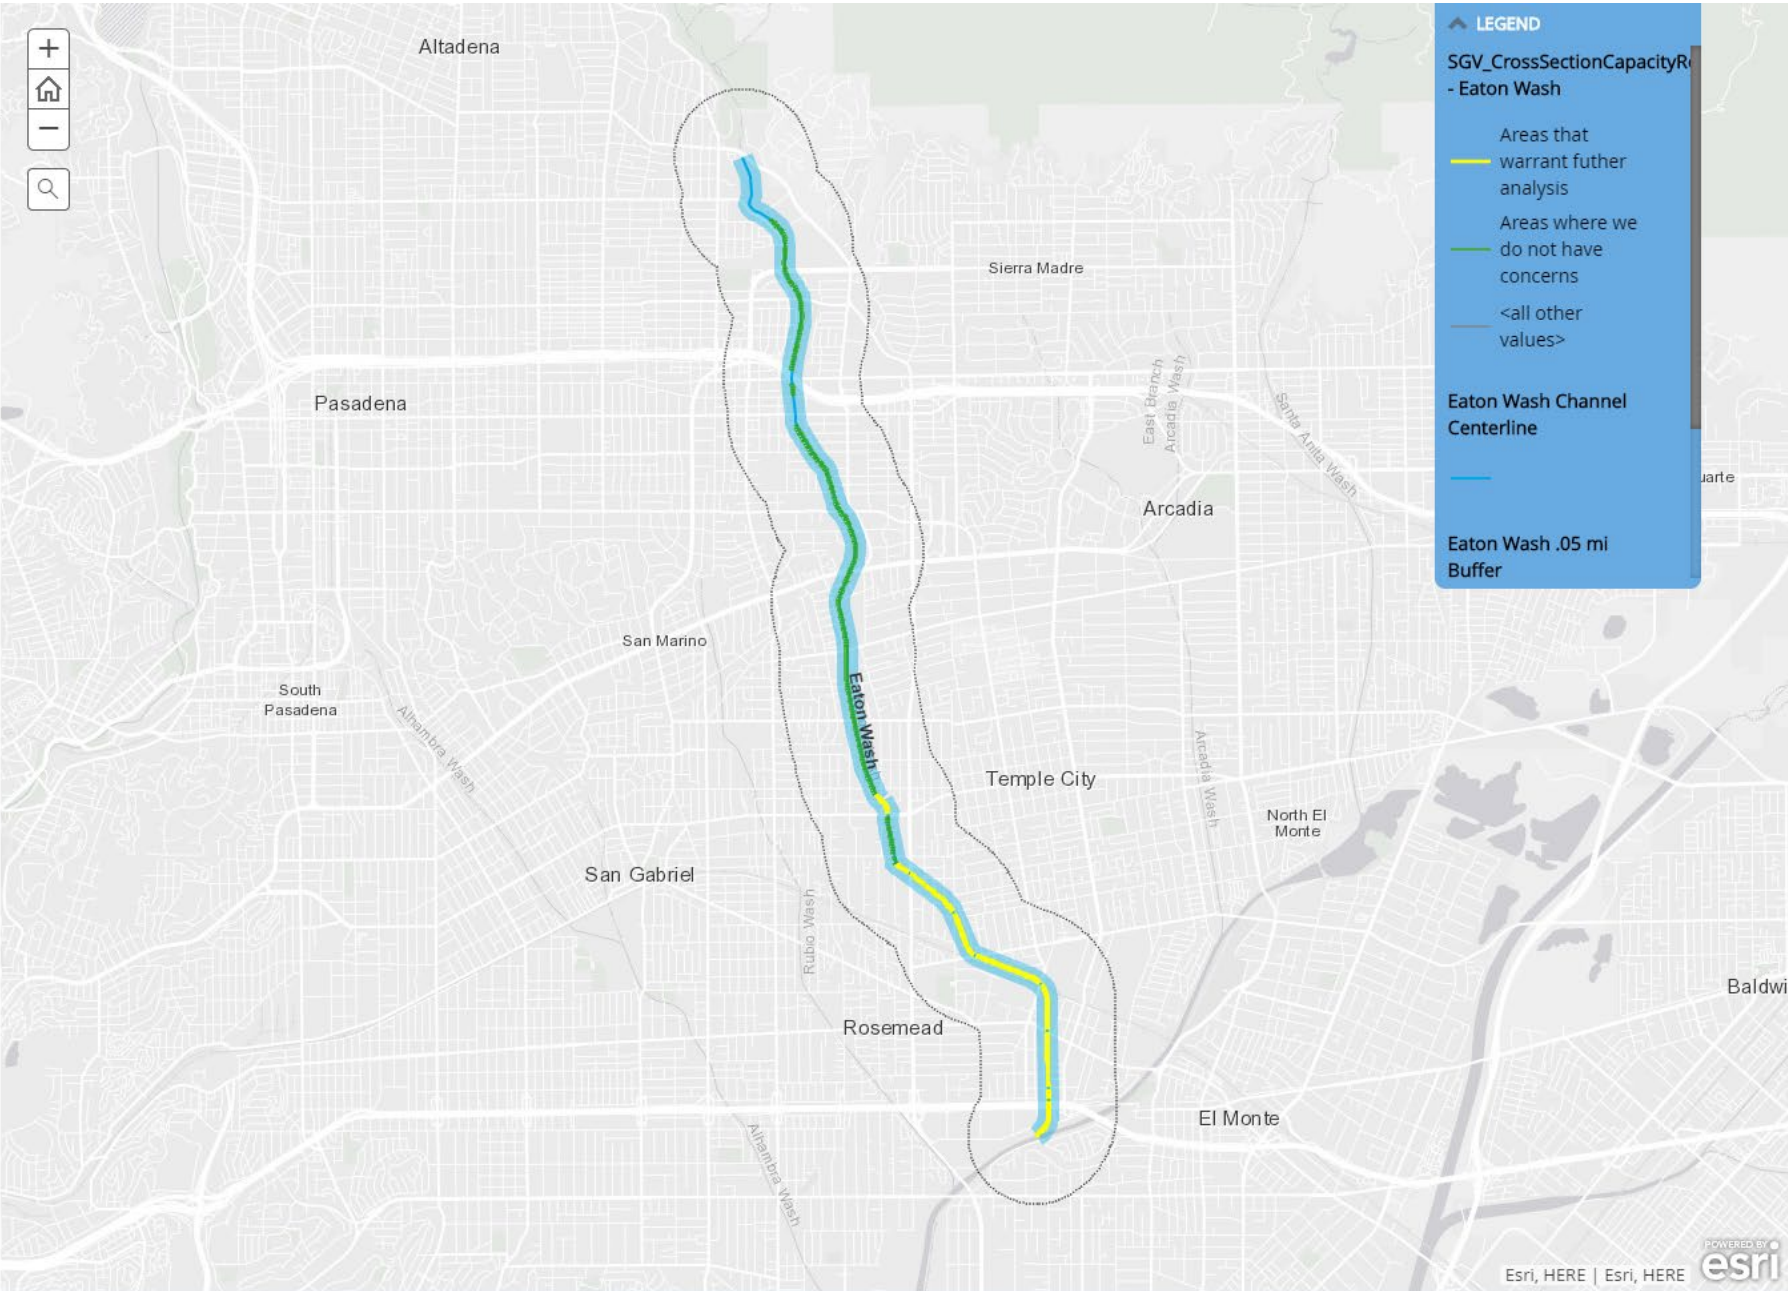 Altadena
Sierra Madre
Pasadena
East Branch
Arcadia Wash
Santa Anita Wash
Arcadia
San Marino
South
Pasadena
Alhambra Wash
Eaton Wash
Temple City
Arcadia Wash
North El
Monte
San Gabriel
Rubio Wash
Rosemead
Baldwi
El Monte
Alhambra Wash
uarte
LEGEND
SGV_CrossSectionCapacityRe
- Eaton Wash
Areas that
warrant futher
analysis
Areas where we
do not have
concerns
<all other
values>
Eaton Wash Channel
Centerline
Eaton Wash .05 mi
Buffer
POWERED BY
esri
Esri, HERE | Esri, HERE